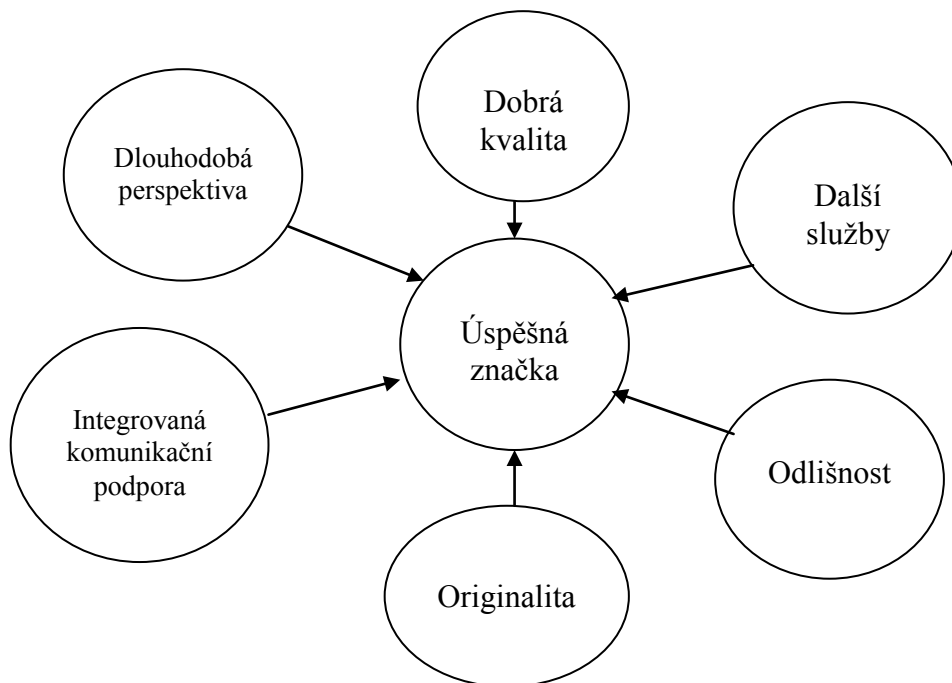 Dobrá
kvalita
Dlouhodobá
perspektiva
Další
služby
Úspěšná
značka
Integrovaná
komunikační
podpora
Odlišnost
Originalita